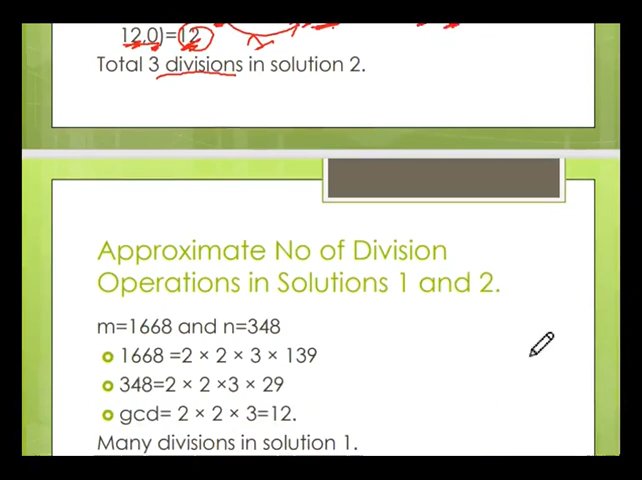 12,0)=12
Total 3 divisions in solution 2.
Approximate No of Division
Operations in Solutions 1 and 2.
m=1668 and n=348
1668 =2 × 2 × 3 × 139
348=2 × 2 ×3 × 29
gcd= 2 × 2 × 3=12.
Many divisions in solution 1.